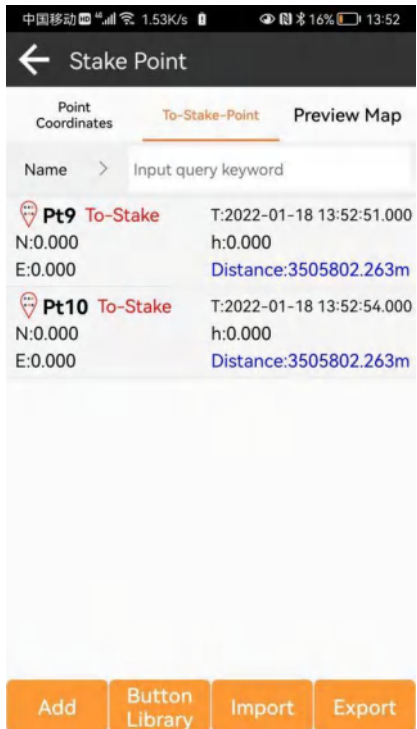 中国移动 HD 4G 1.53K/s 16% 13:52
Stake Point
Point Coordinates
To-Stake-Point
Preview Map
Name > Input query keyword
Pt9 To-Stake T:2022-01-18 13:52:51.000
N:0.000 h:0.000
E:0.000 Distance:3505802.263m
Pt10 To-Stake T:2022-01-18 13:52:54.000
N:0.000 h:0.000
E:0.000 Distance:3505802.263m
Add
Button
Library
Import
Export